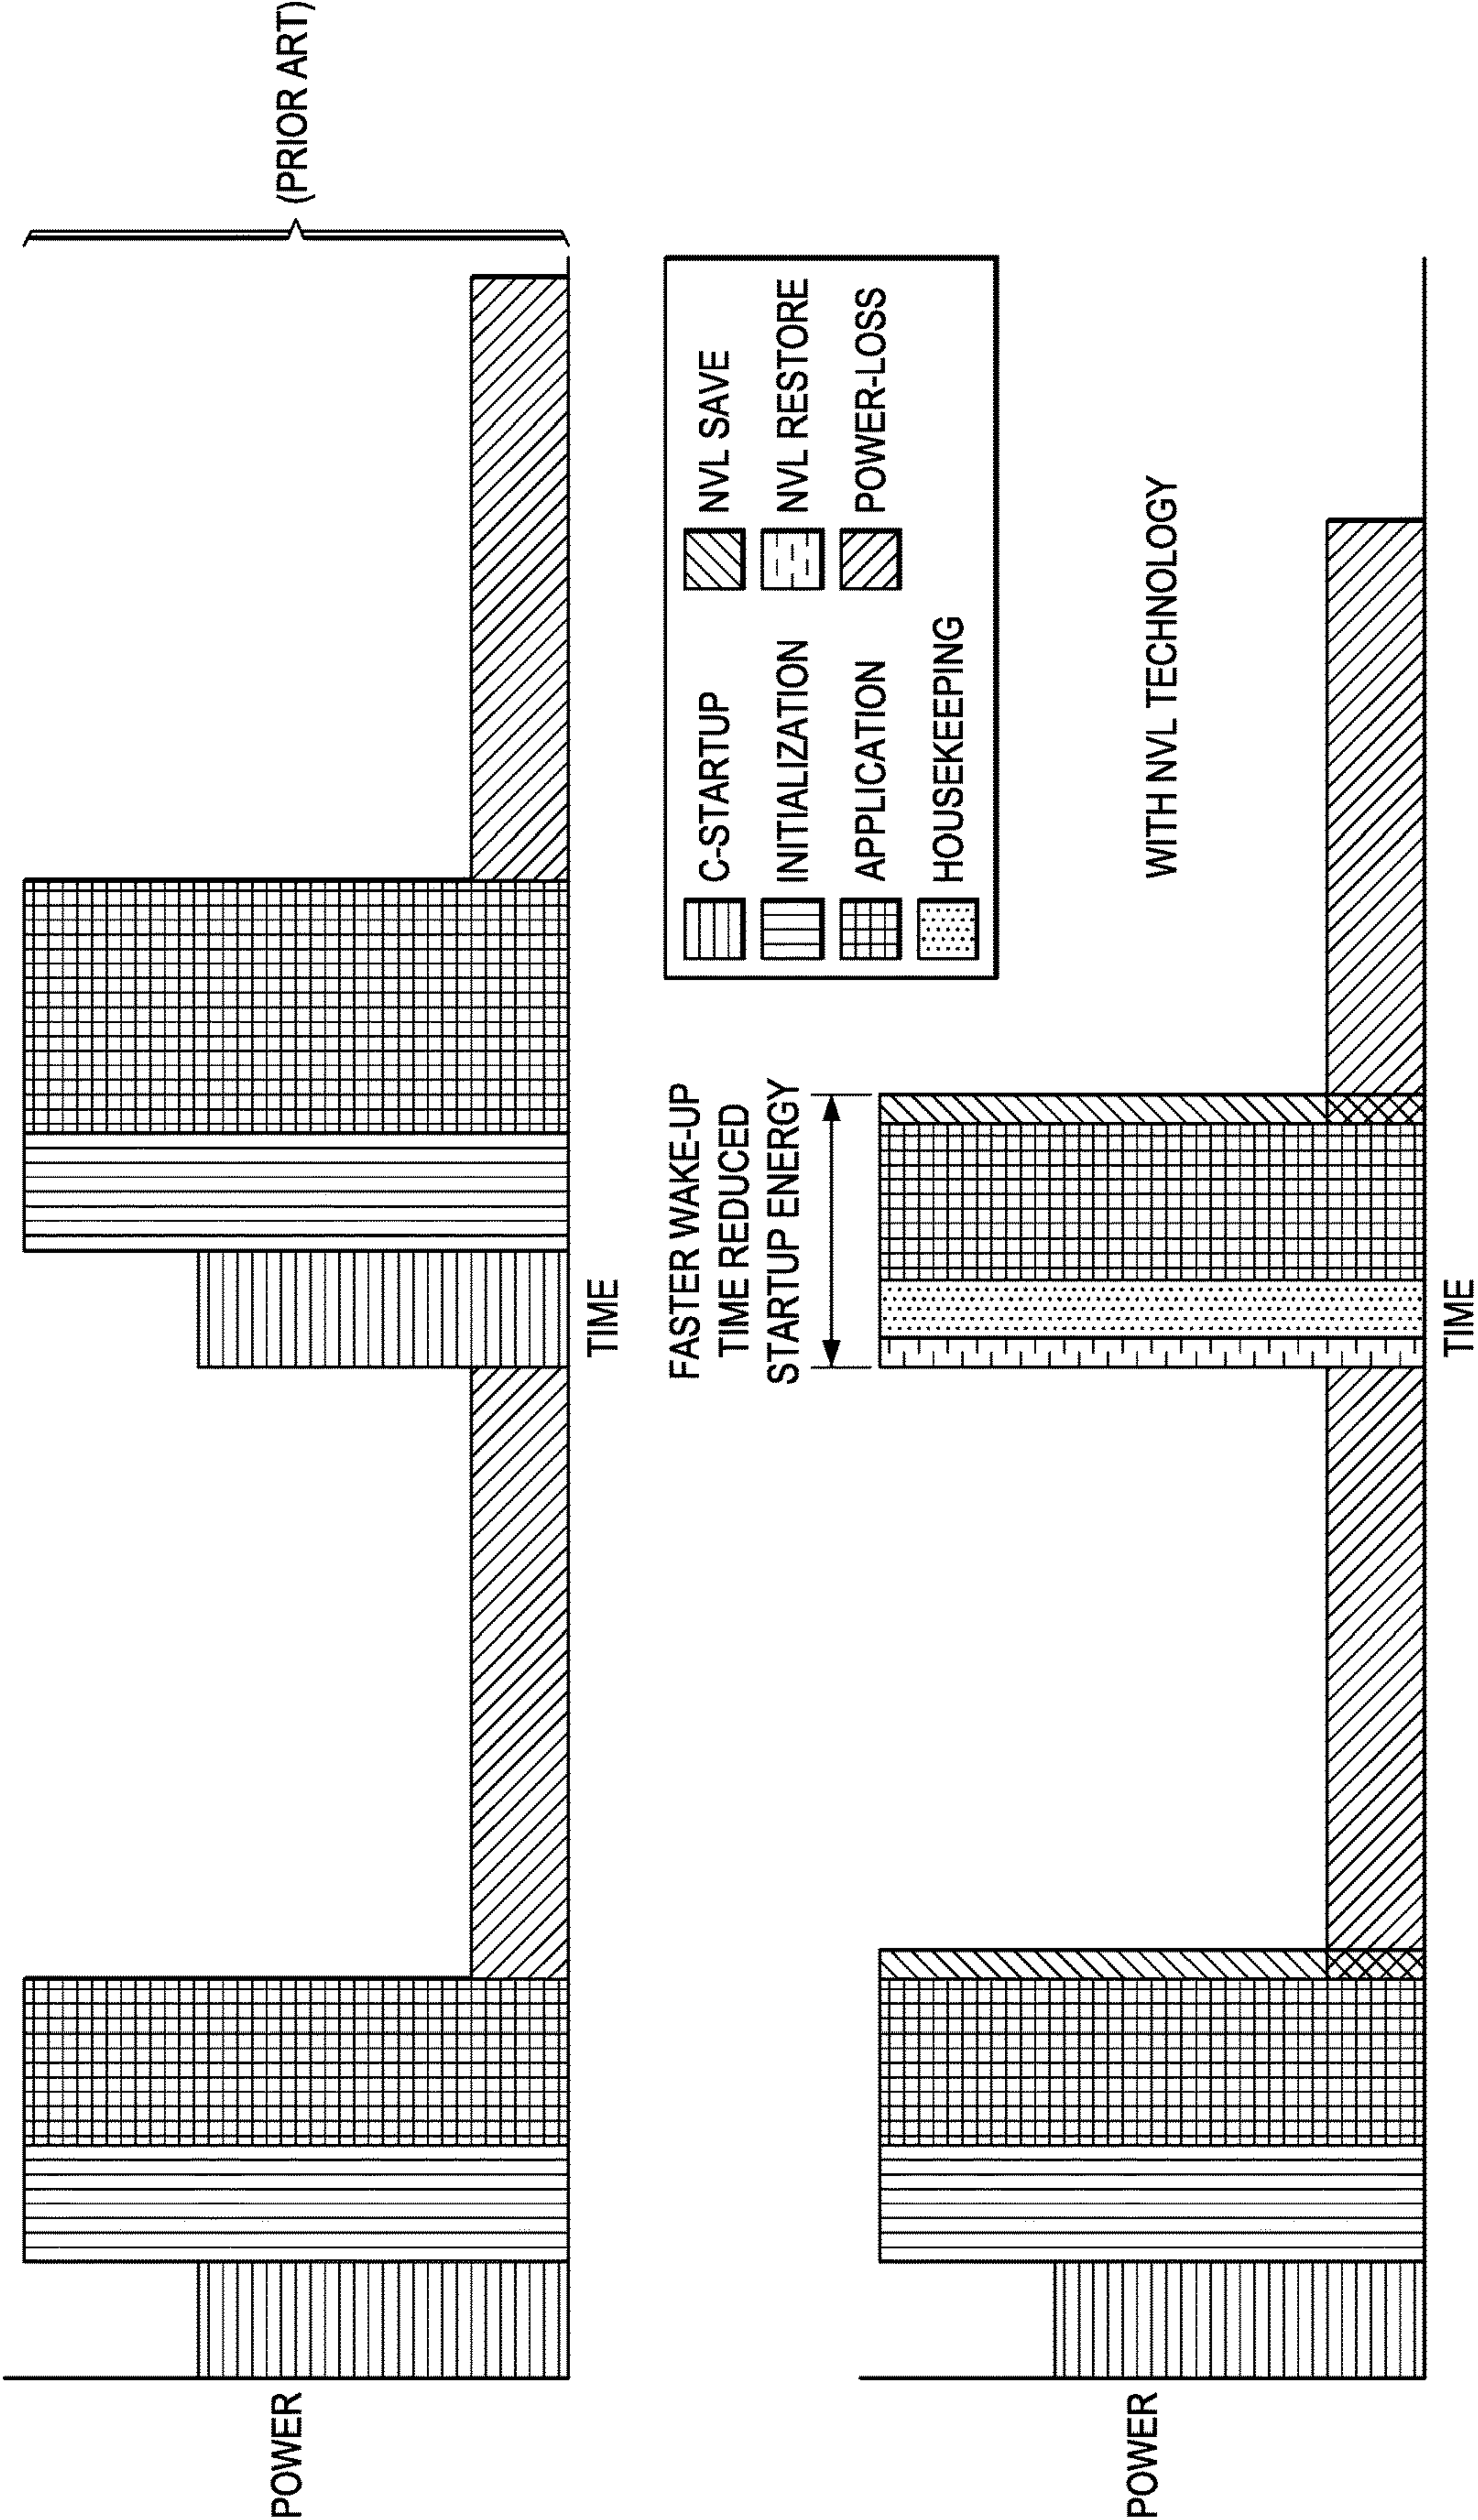 (PRIOR ART)
POWER
TIME
C-STARTUP
NVL SAVE
INITIALIZATION
NVL RESTORE
APPLICATION
POWER-LOSS
HOUSEKEEPING
FASTER WAKE-UP
TIME REDUCED
STARTUP ENERGY
WITH NVL TECHNOLOGY
POWER
TIME